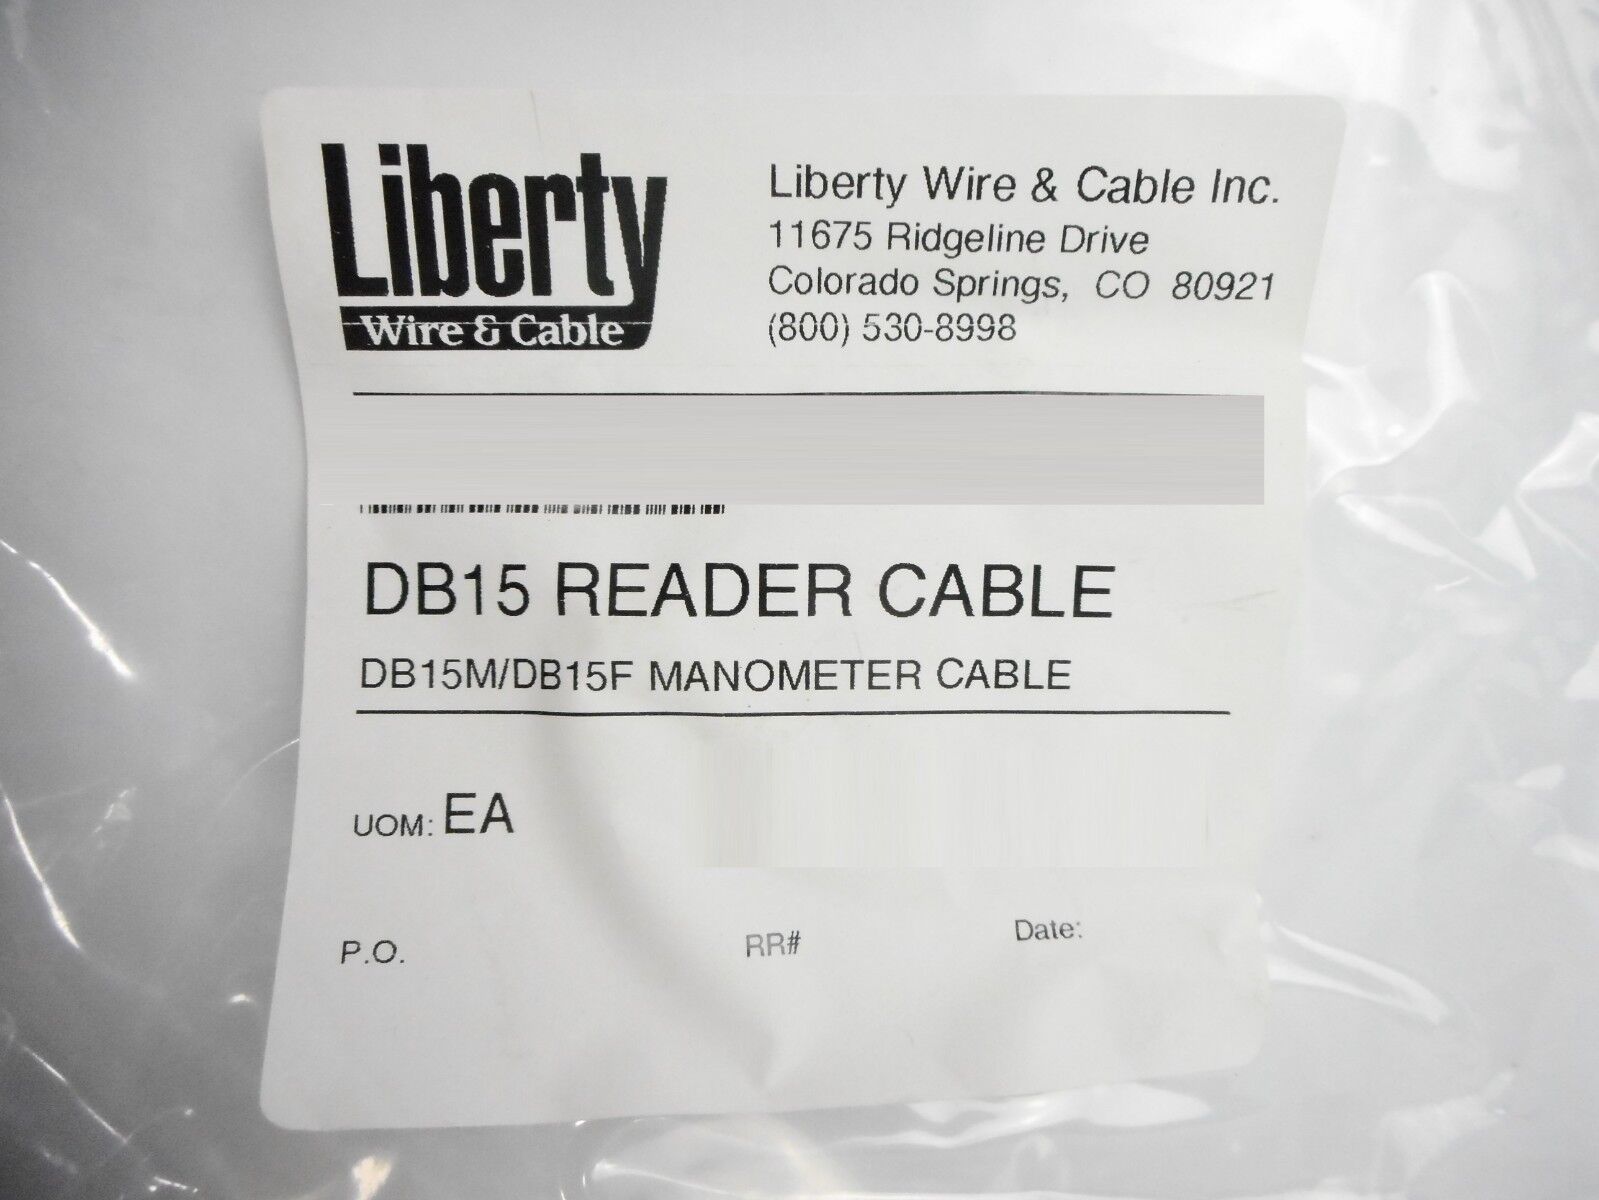 Liberty
Wire & Cable
Liberty Wire & Cable Inc.
11675 Ridgeline Drive
Colorado Springs, CO 80921
(800) 530-8998
DB15 READER CABLE
DB15M/DB15F MANOMETER CABLE
UOM: EA
P.O.
RR#
Date: